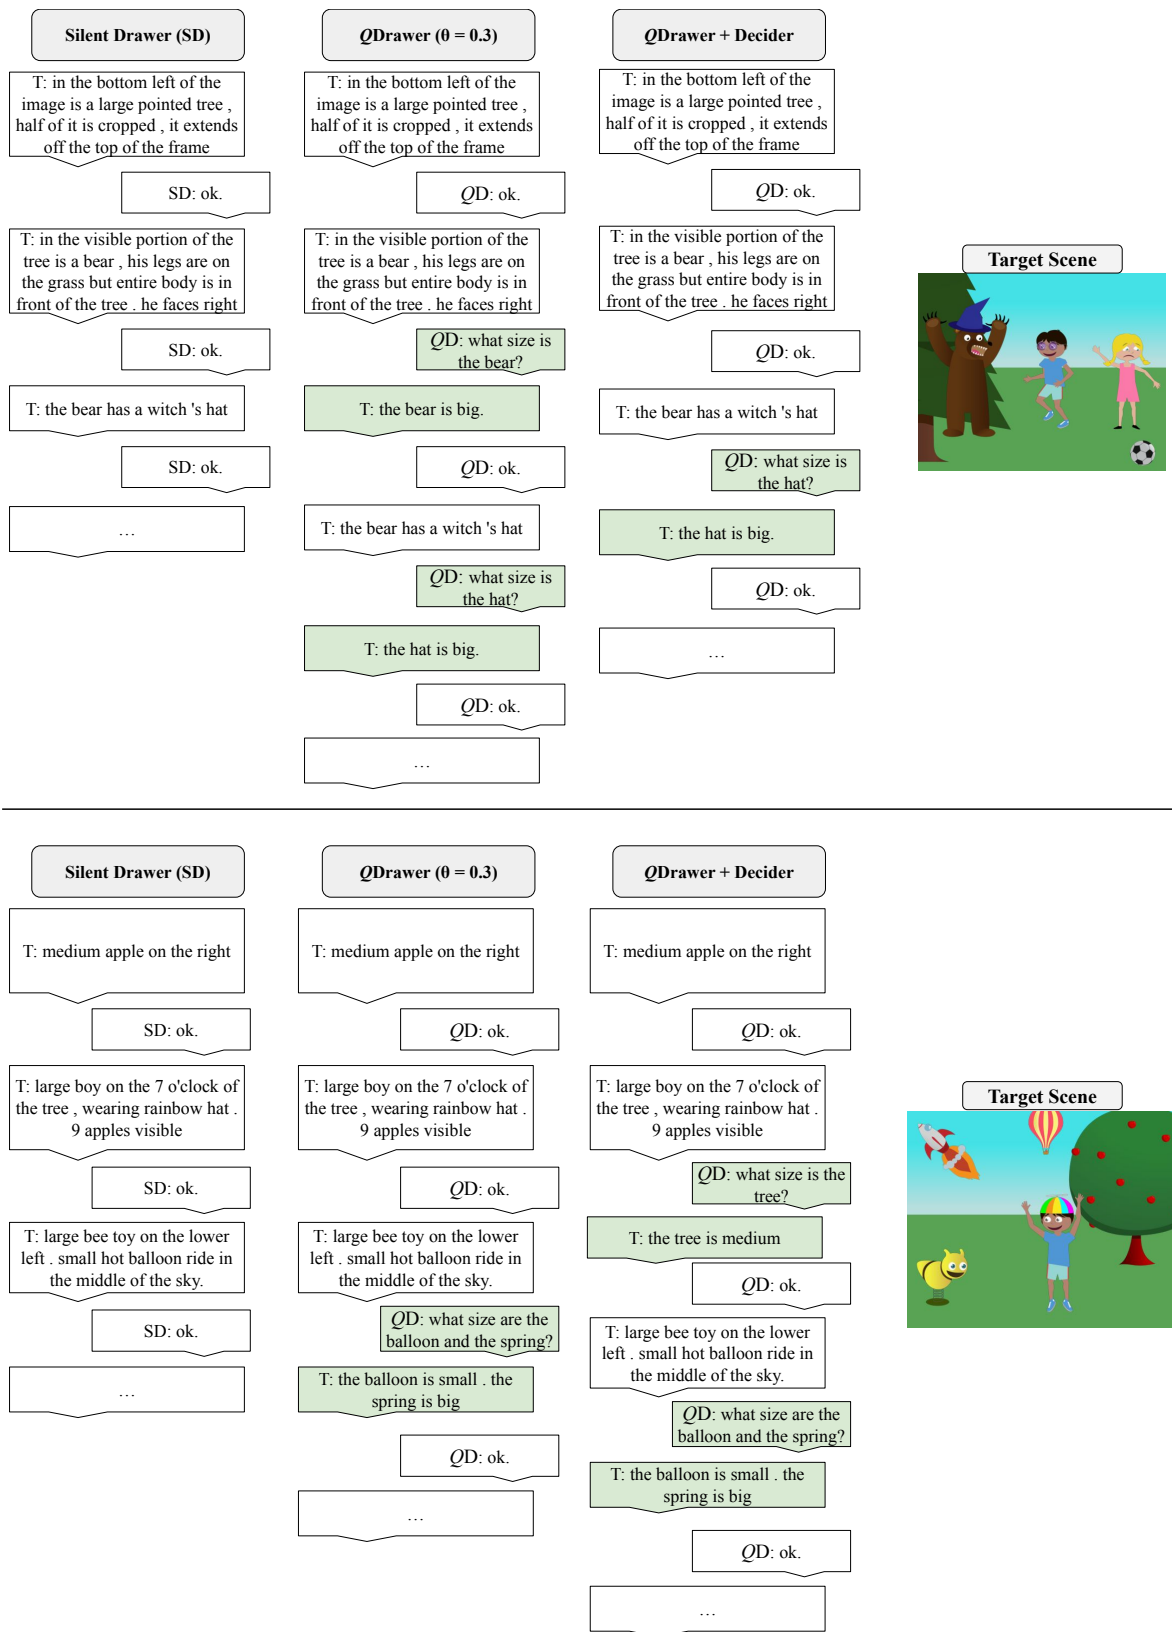 Silent Drawer (SD)
T: in the bottom left of the
image is a large pointed tree ,
half of it is cropped , it extends
off the top of the frame
SD: ok.
T: in the visible portion of the
tree is a bear , his legs are on
the grass but entire body is in
front of the tree . he faces right
SD: ok.
T: the bear has a witch 's hat
SD: ok.
…
QDrawer (θ = 0.3)
T: in the bottom left of the
image is a large pointed tree ,
half of it is cropped , it extends
off the top of the frame
QD: ok.
T: in the visible portion of the
tree is a bear , his legs are on
the grass but entire body is in
front of the tree . he faces right
QD: what size is
the bear?
T: the bear is big.
QD: ok.
T: the bear has a witch 's hat
QD: what size is
the hat?
T: the hat is big.
QD: ok.
…
QDrawer + Decider
T: in the bottom left of the
image is a large pointed tree ,
half of it is cropped , it extends
off the top of the frame
QD: ok.
T: in the visible portion of the
tree is a bear , his legs are on
the grass but entire body is in
front of the tree . he faces right
QD: ok.
T: the bear has a witch 's hat
QD: what size is
the hat?
T: the hat is big.
QD: ok.
…
Target Scene
Silent Drawer (SD)
T: medium apple on the right
SD: ok.
T: large boy on the 7 o'clock of
the tree , wearing rainbow hat .
9 apples visible
SD: ok.
T: large bee toy on the lower
left . small hot balloon ride in
the middle of the sky.
SD: ok.
…
QDrawer (θ = 0.3)
T: medium apple on the right
QD: ok.
T: large boy on the 7 o'clock of
the tree , wearing rainbow hat .
9 apples visible
QD: ok.
T: large bee toy on the lower
left . small hot balloon ride in
the middle of the sky.
QD: what size are the
balloon and the spring?
T: the balloon is small . the
spring is big
QD: ok.
…
QDrawer + Decider
T: medium apple on the right
QD: ok.
T: large boy on the 7 o'clock of
the tree , wearing rainbow hat .
9 apples visible
QD: what size is the
tree?
T: the tree is medium
QD: ok.
T: large bee toy on the lower
left . small hot balloon ride in
the middle of the sky.
QD: what size are the
balloon and the spring?
T: the balloon is small . the
spring is big
QD: ok.
…
Target Scene